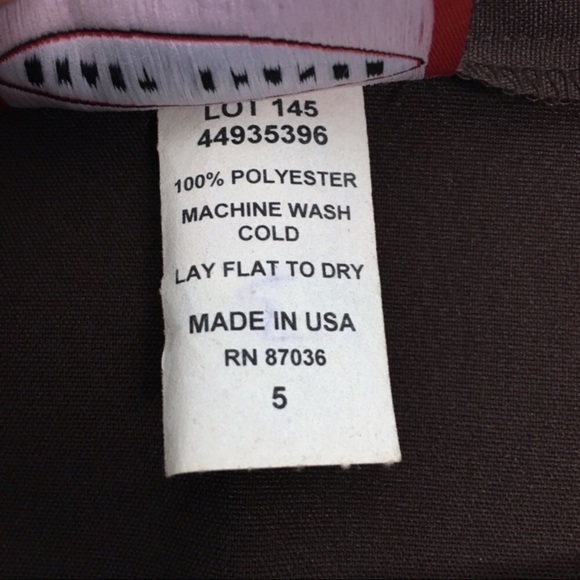 LOT 145
44935396
100% POLYESTER
MACHINE WASH
COLD
LAY FLAT TO DRY
MADE IN USA
RN 87036
5